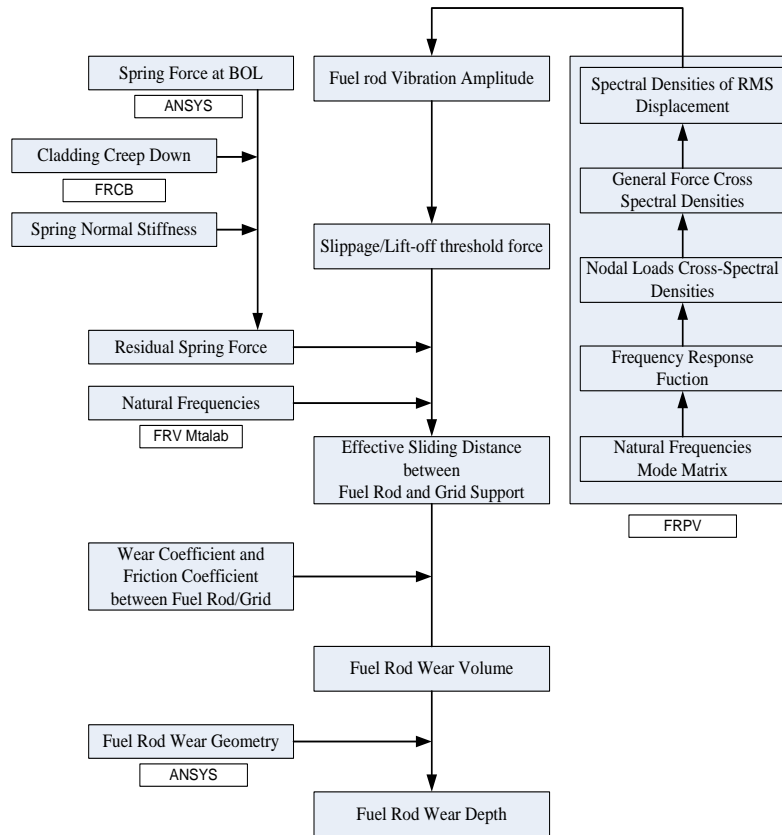 Spring Force at BOL
ANSYS
Cladding Creep Down
FRCB
Spring Normal Stiffness
Residual Spring Force
Natural Frequencies
FRV Mtalab
Wear Coefficient and
Friction Coefficient
between Fuel Rod/Grid
Fuel Rod Wear Geometry
ANSYS
Fuel rod Vibration Amplitude
Slippage/Lift-off threshold force
Effective Sliding Distance
between
Fuel Rod and Grid Support
Fuel Rod Wear Volume
Fuel Rod Wear Depth
Spectral Densities of RMS
Displacement
General Force Cross
Spectral Densities
Nodal Loads Cross-Spectral
Densities
Frequency Response
Fuction
Natural Frequencies
Mode Matrix
FRPV